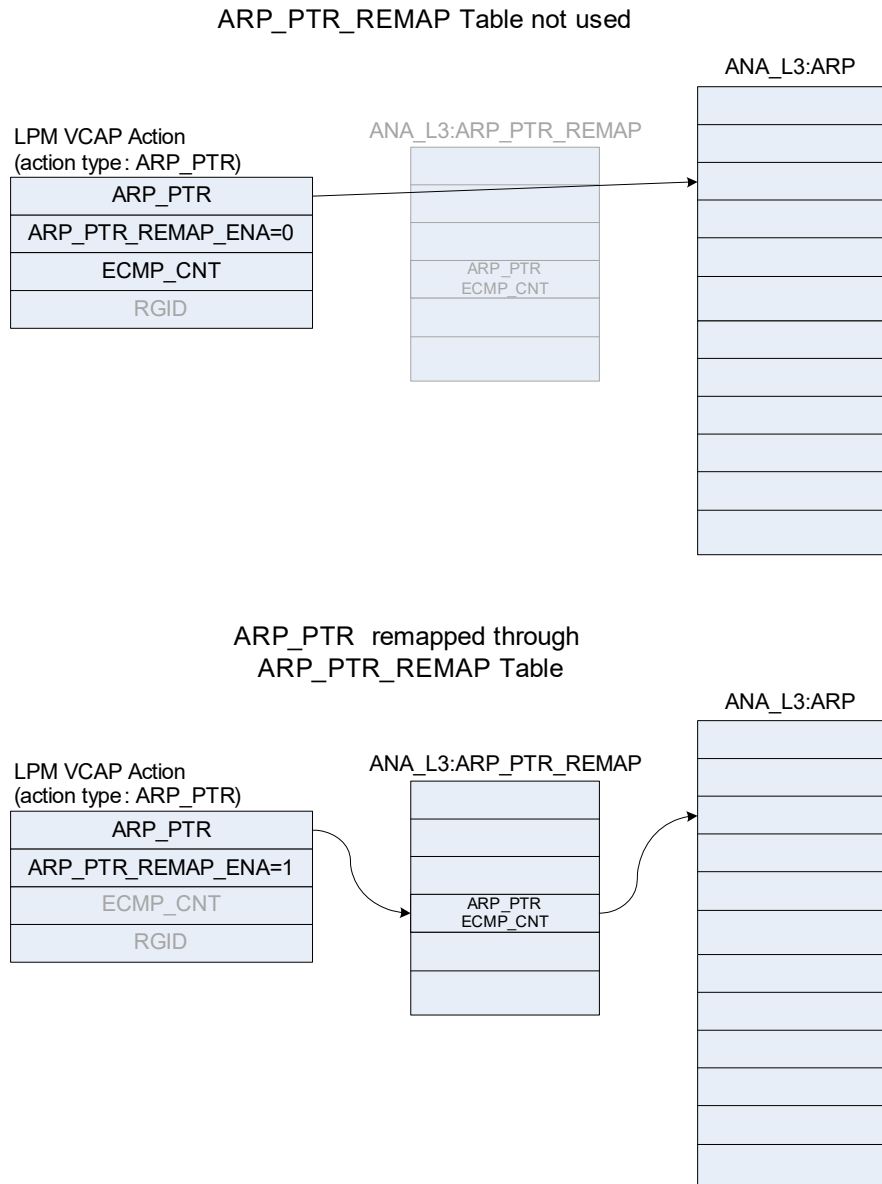 ARP_PTR_REMAP Table not used
ANA_L3:ARP
ANA_L3:ARP_PTR_REMAP
LPM VCAP Action
(action type: ARP_PTR)
ARP_PTR
ARP_PTR_REMAP_ENA=0
ECMP_CNT
RGID
ARP_PTR
ECMP_CNT
ARP_PTR remapped through
ARP_PTR_REMAP Table
ANA_L3:ARP
ANA_L3:ARP_PTR_REMAP
LPM VCAP Action
(action type: ARP_PTR)
ARP_PTR
ARP_PTR_REMAP_ENA=1
ECMP_CNT
RGID
ARP_PTR
ECMP_CNT